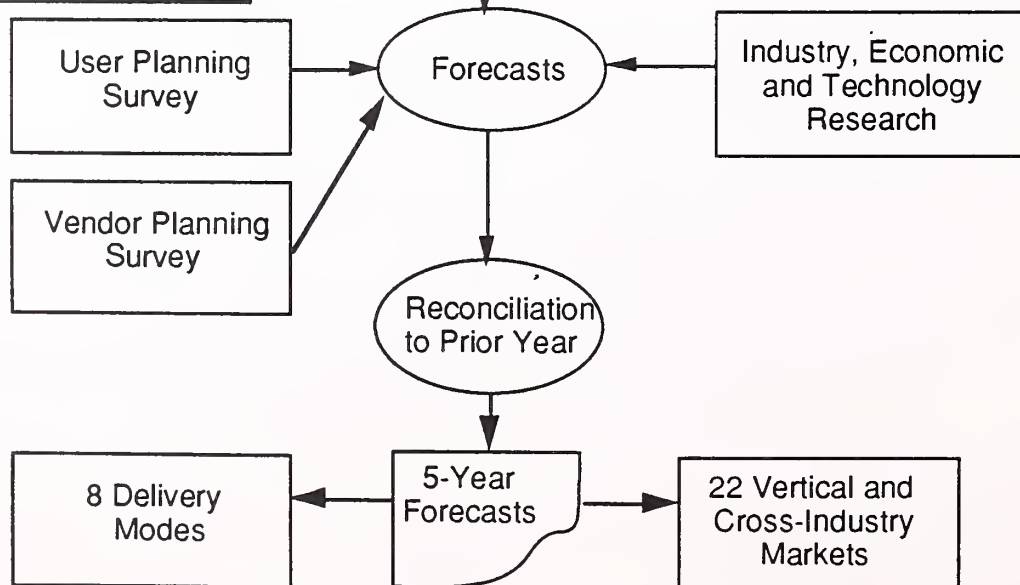 User Planning
Survey
Forecasts
Industry, Economic
and Technology
Research
Vendor Planning
Survey
Reconciliation
to Prior Year
8 Delivery
Modes
5-Year
Forecasts
22 Vertical and
Cross-Industry
Markets